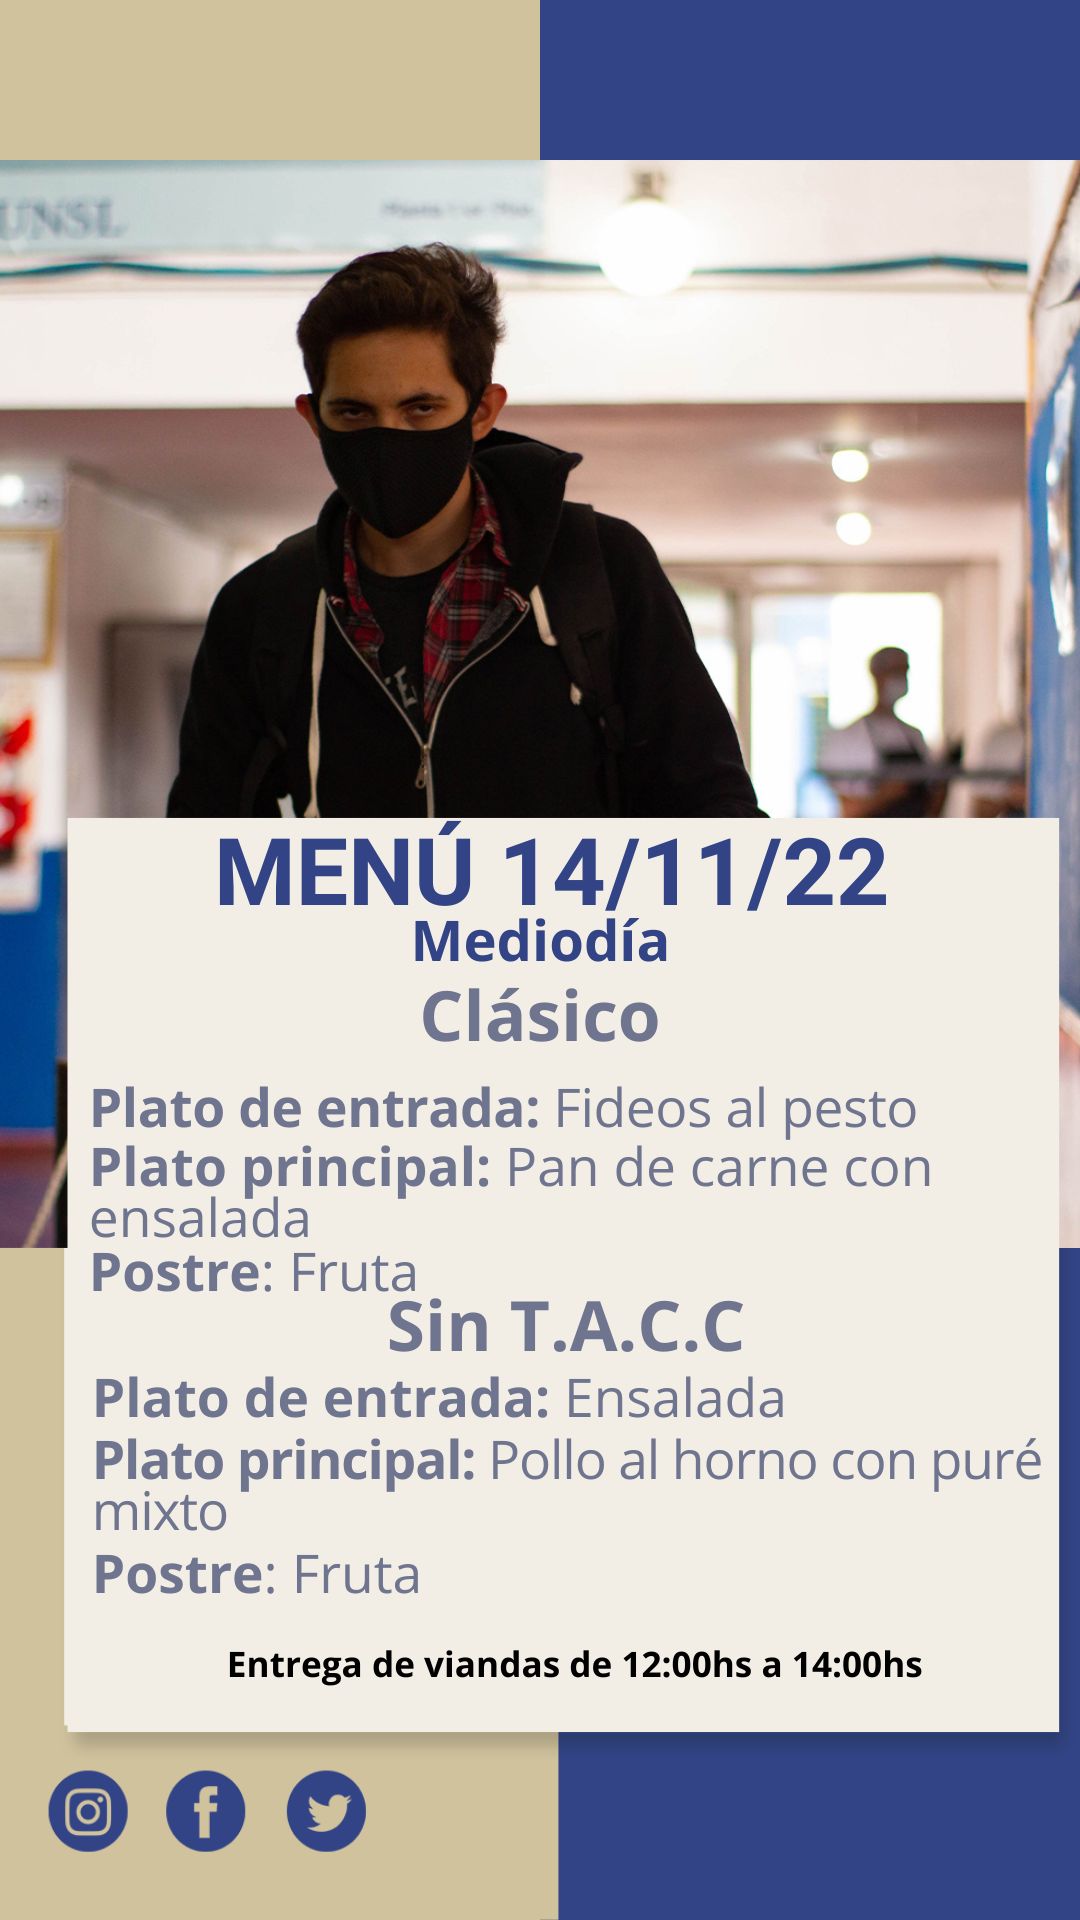 UNSL
MENÚ 14/11/22
Mediodía
Clásico
Plato de entrada: Fideos al pesto
Plato principal: Pan de carne con
ensalada
Postre: Fruta
Sin T.A.C.C
Plato de entrada: Ensalada
Plato principal: Pollo al horno con puré
mixto
Postre: Fruta
Entrega de viandas de 12:00hs a 14:00hs